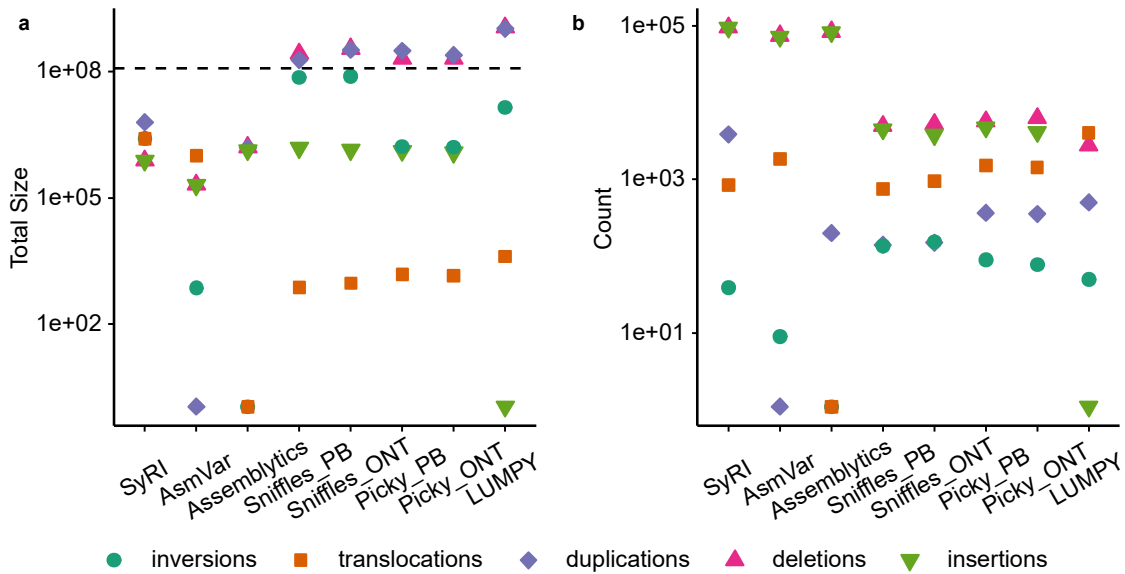 a
Total Size
1e+08
1e+05
1e+02
SyRI
AsmVar
Assemblytics
Sniffles_PB
Sniffles_ONT
Picky_PB
Picky_ONT
LUMPY
b
Count
1e+05
1e+03
1e+01
SyRI
AsmVar
Assemblytics
Sniffles_PB
Sniffles_ONT
Picky_PB
Picky_ONT
LUMPY
inversions translocations duplications deletions insertions